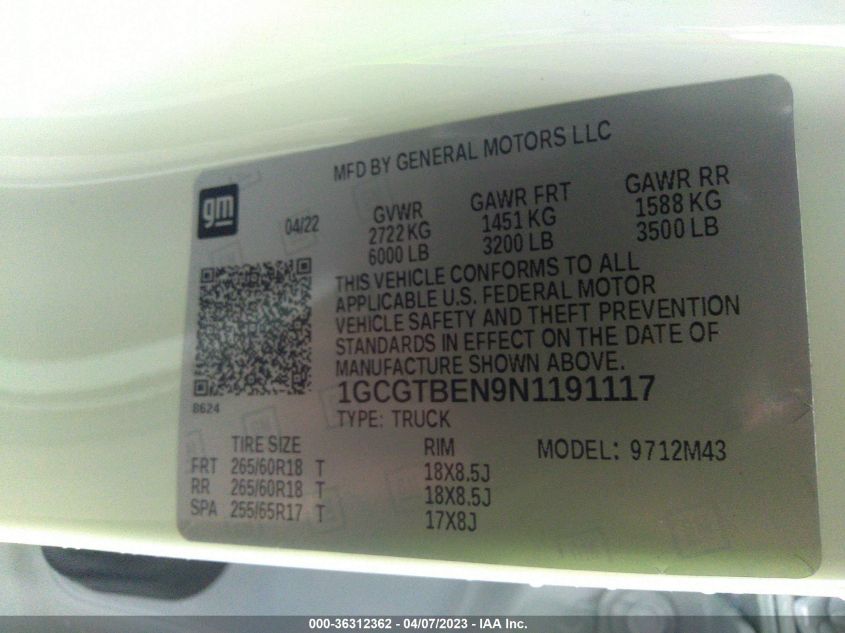 MFD BY GENERAL MOTORS LLC
gm
04/22
GVWR GAWR FRT GAWR RR
2722 KG 1451 KG 1588 KG
6000 LB 3200 LB 3500 LB
THIS VEHICLE CONFORMS TO ALL
APPLICABLE U.S. FEDERAL MOTOR
VEHICLE SAFETY AND THEFT PREVENTION
STANDARDS IN EFFECT ON THE DATE OF
MANUFACTURE SHOWN ABOVE.
1GCGTBEN9N1191117
8624
TYPE: TRUCK
TIRE SIZE RIM MODEL: 9712M43
FRT 265/60R18 T 18X8.5J
RR 265/60R18 T 18X8.5J
SPA 255/65R17 T 17X8J
000-36312362 - 04/07/2023 - IAA Inc.